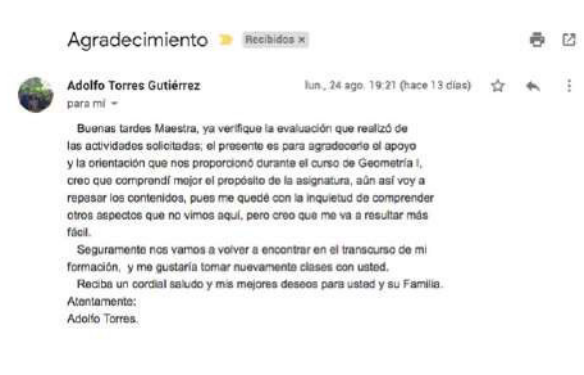 Agradecimiento Recibidos x
Adolfo Torres Gutiérrez lun., 24 ago. 19:21 (hace 13 días)
para mí
Buenas tardes Maestra, ya verifique la evaluación que realizó de
las actividades solicitadas; el presente es para agradecerle el apoyo
y la orientación que nos proporcionó durante el curso de Geometría I,
creo que comprendí mejor el propósito de la asignatura, aún así voy a
repasar los contenidos, pues me quedé con la inquietud de comprender
otros aspectos que no vimos aquí, pero creo que me va a resultar más
fácil.
Seguramente nos vamos a volver a encontrar en el transcurso de mi
formación, y me gustaría tomar nuevamente clases con usted.
Reciba un cordial saludo y mis mejores deseos para usted y su Familia.
Atentamente:
Adolfo Torres.